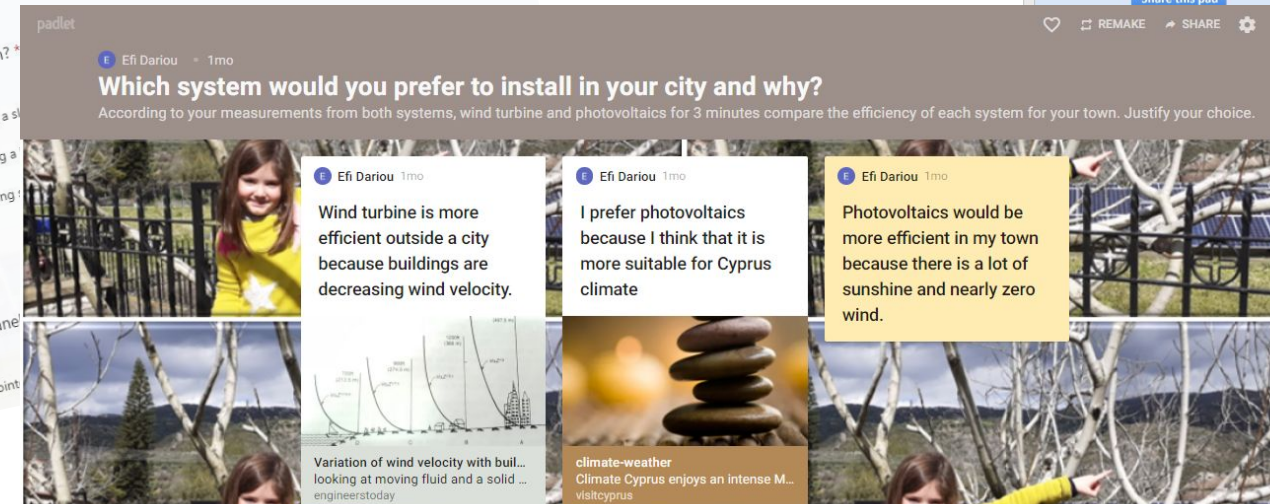 Share this pad
padlet
REMAKE
SHARE
E Efi Dariou • 1mo
Which system would you prefer to install in your city and why?
According to your measurements from both systems, wind turbine and photovoltaics for 3 minutes compare the efficiency of each system for your town. Justify your choice.
E Efi Dariou 1mo
Wind turbine is more
efficient outside a city
because buildings are
decreasing wind velocity.
Variation of wind velocity with buil...
looking at moving fluid and a solid ...
engineerstoday
E Efi Dariou 1mo
I prefer photovoltaics
because I think that it is
more suitable for Cyprus
climate
climate-weather
Climate Cyprus enjoys an intense M...
visitcyprus
E Efi Dariou 1mo
Photovoltaics would be
more efficient in my town
because there is a lot of
sunshine and nearly zero
wind.